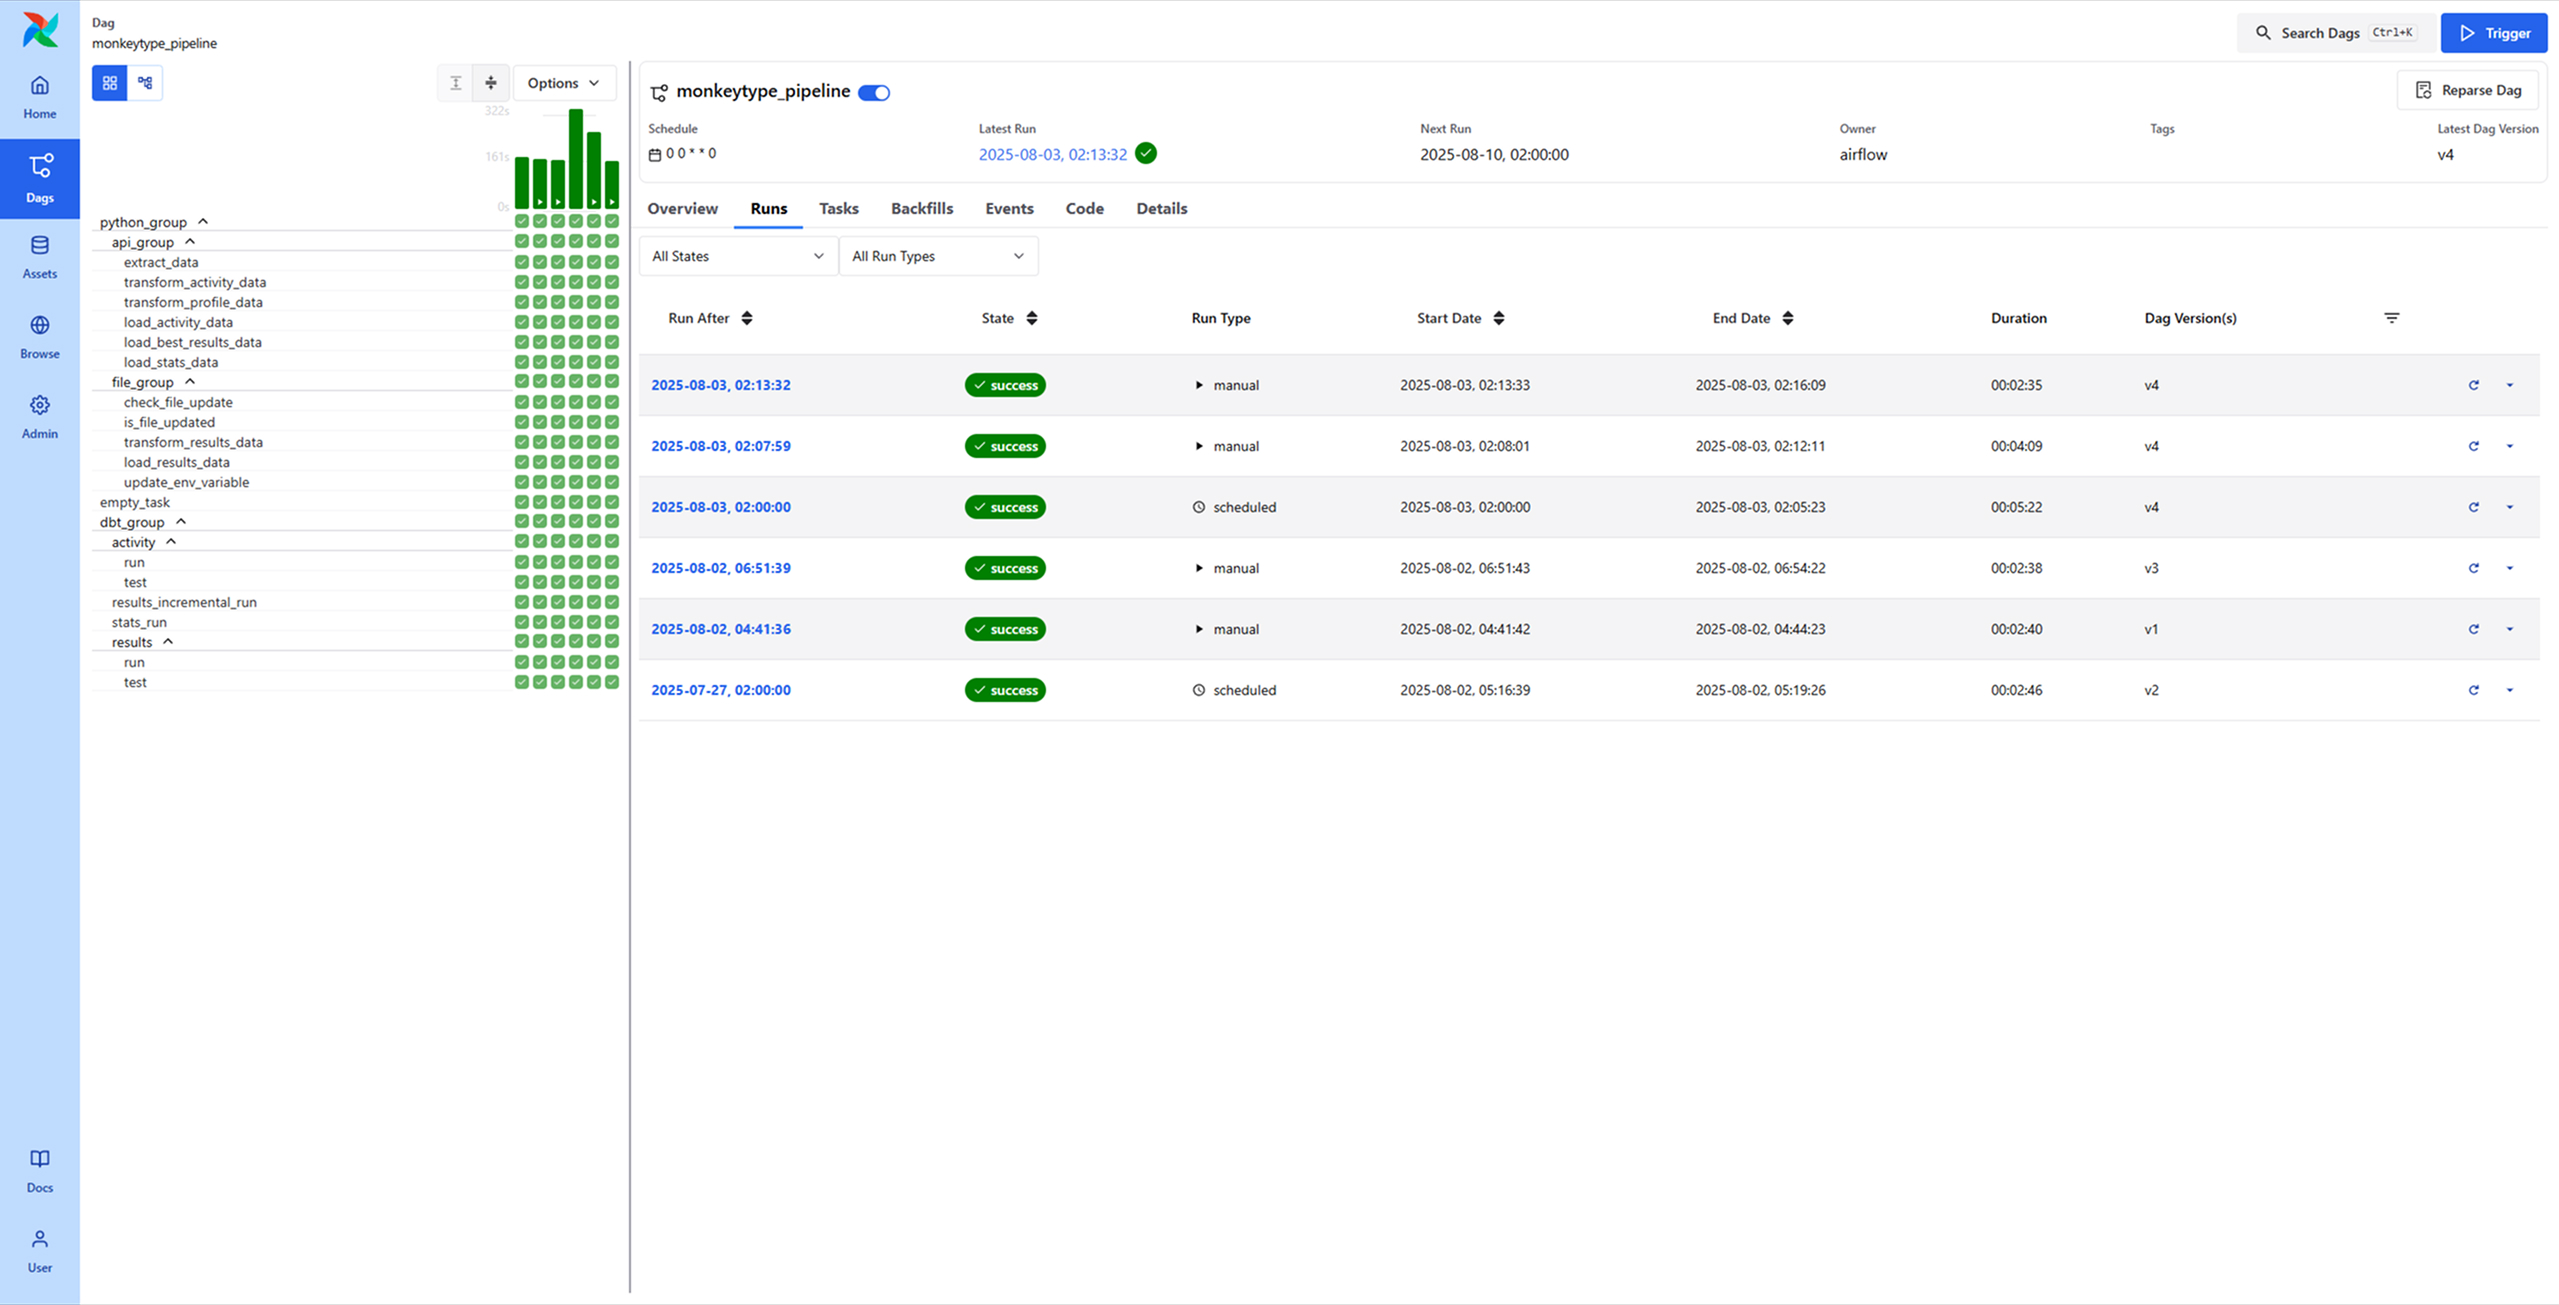 Dag
monkeytype_pipeline
Search Dags Ctrl+K
Trigger
Home
Dags
Assets
Browse
Admin
Docs
User
Options
322s
161s
0s
python_group
api_group
extract_data
transform_activity_data
transform_profile_data
load_activity_data
load_best_results_data
load_stats_data
file_group
check_file_update
is_file_updated
transform_results_data
load_results_data
update_env_variable
empty_task
dbt_group
activity
run
test
results_incremental_run
stats_run
results
run
test
monkeytype_pipeline
Reparse Dag
Schedule Latest Run Next Run Owner Tags Latest Dag Version
0 0 * * 0 2025-08-03, 02:13:32 2025-08-10, 02:00:00 airflow v4
Overview Runs Tasks Backfills Events Code Details
All States All Run Types
Run After State Run Type Start Date End Date Duration Dag Version(s)
2025-08-03, 02:13:32 success manual 2025-08-03, 02:13:33 2025-08-03, 02:16:09 00:02:35 v4
2025-08-03, 02:07:59 success manual 2025-08-03, 02:08:01 2025-08-03, 02:12:11 00:04:09 v4
2025-08-03, 02:00:00 success scheduled 2025-08-03, 02:00:00 2025-08-03, 02:05:23 00:05:22 v4
2025-08-02, 06:51:39 success manual 2025-08-02, 06:51:43 2025-08-02, 06:54:22 00:02:38 v3
2025-08-02, 04:41:36 success manual 2025-08-02, 04:41:42 2025-08-02, 04:44:23 00:02:40 v1
2025-07-27, 02:00:00 success scheduled 2025-08-02, 05:16:39 2025-08-02, 05:19:26 00:02:46 v2